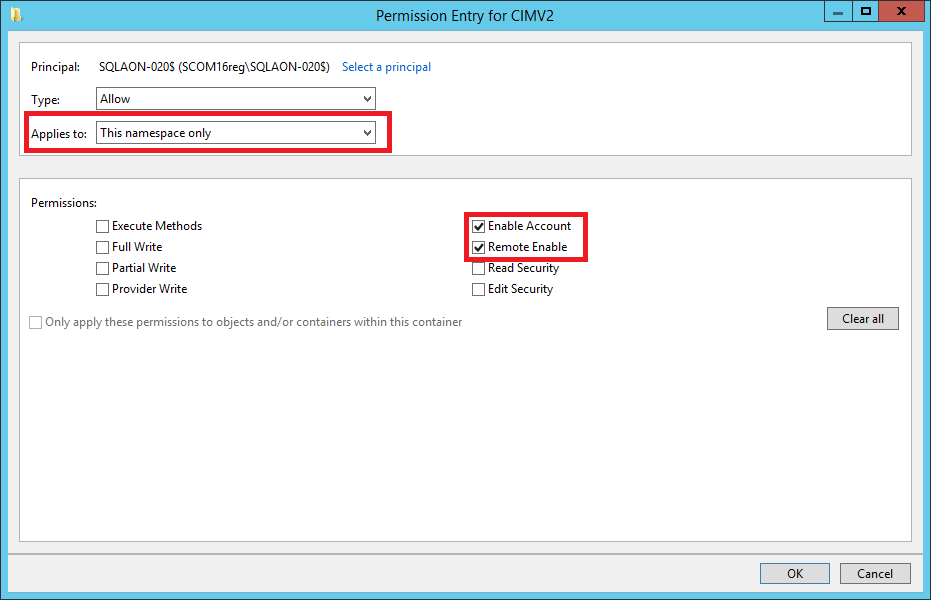 Permission Entry for CIMV2
Principal: SQLAON-020$ (SCOM16reg\SQLAON-020$) Select a principal
Type: Allow
Applies to: This namespace only
Permissions:
Execute Methods Enable Account
Full Write Remote Enable
Partial Write Read Security
Provider Write Edit Security
Only apply these permissions to objects and/or containers within this container
Clear all
OK Cancel